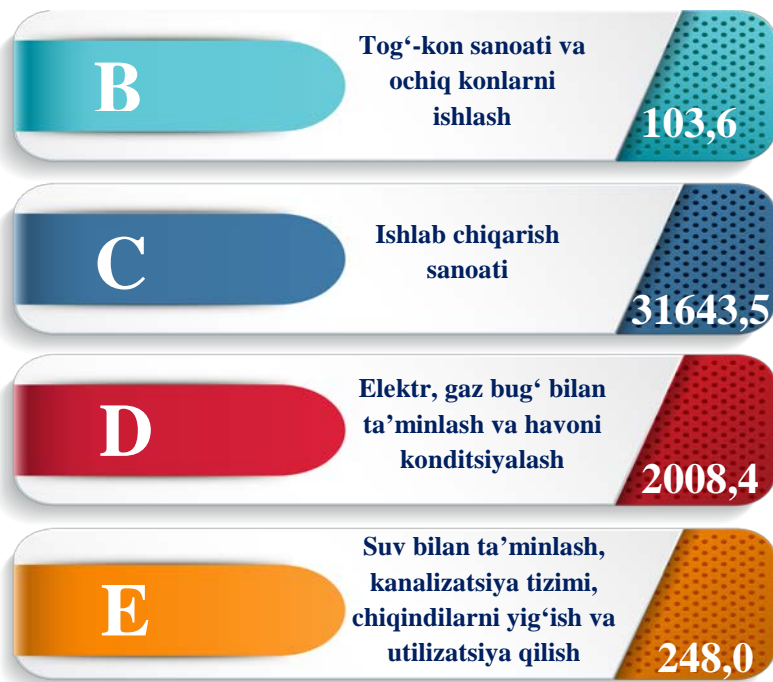 B
Tog‘-kon sanoati va
ochiq konlarni
ishlash
103,6
C
Ishlab chiqarish
sanoati
31643,5
D
Elektr, gaz bug‘ bilan
ta’minlash va havoni
konditsiyalash
2008,4
E
Suv bilan ta’minlash,
kanalizatsiya tizimi,
chiqindilarni yig‘ish va
utilizatsiya qilish
248,0